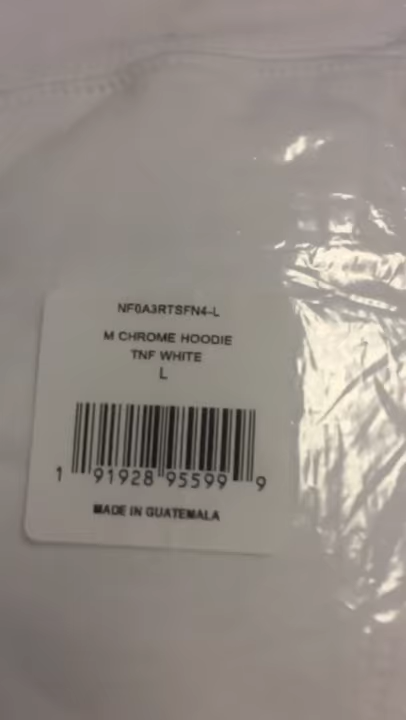 NF0A3RTSFN4-L
M CHROME HOODIE
TNF WHITE
L
1 91928 95599 9
MADE IN GUATEMALA